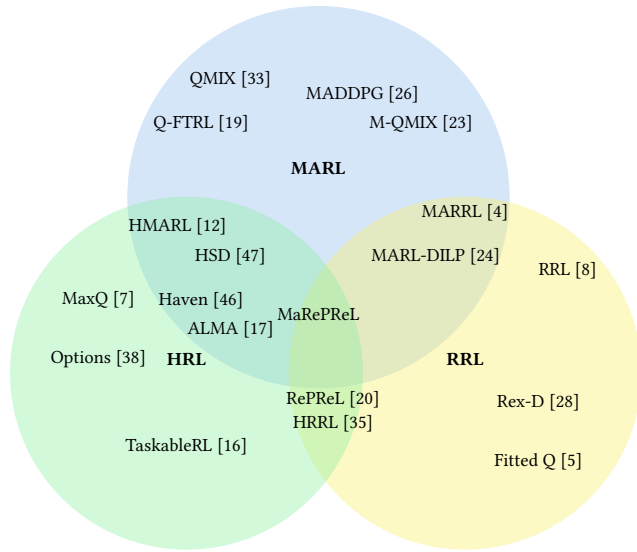 QMIX [33]
MADDPG [26]
Q-FTRL [19]
M-QMIX [23]
MARL
MARRL [4]
HMARL [12]
HSD [47]
MARL-DILP [24]
RRL [8]
MaxQ [7]
Haven [46]
MaRePReL
ALMA [17]
Options [38]
HRL
RRL
RePReL [20]
Rex-D [28]
HRRL [35]
TaskableRL [16]
Fitted Q [5]